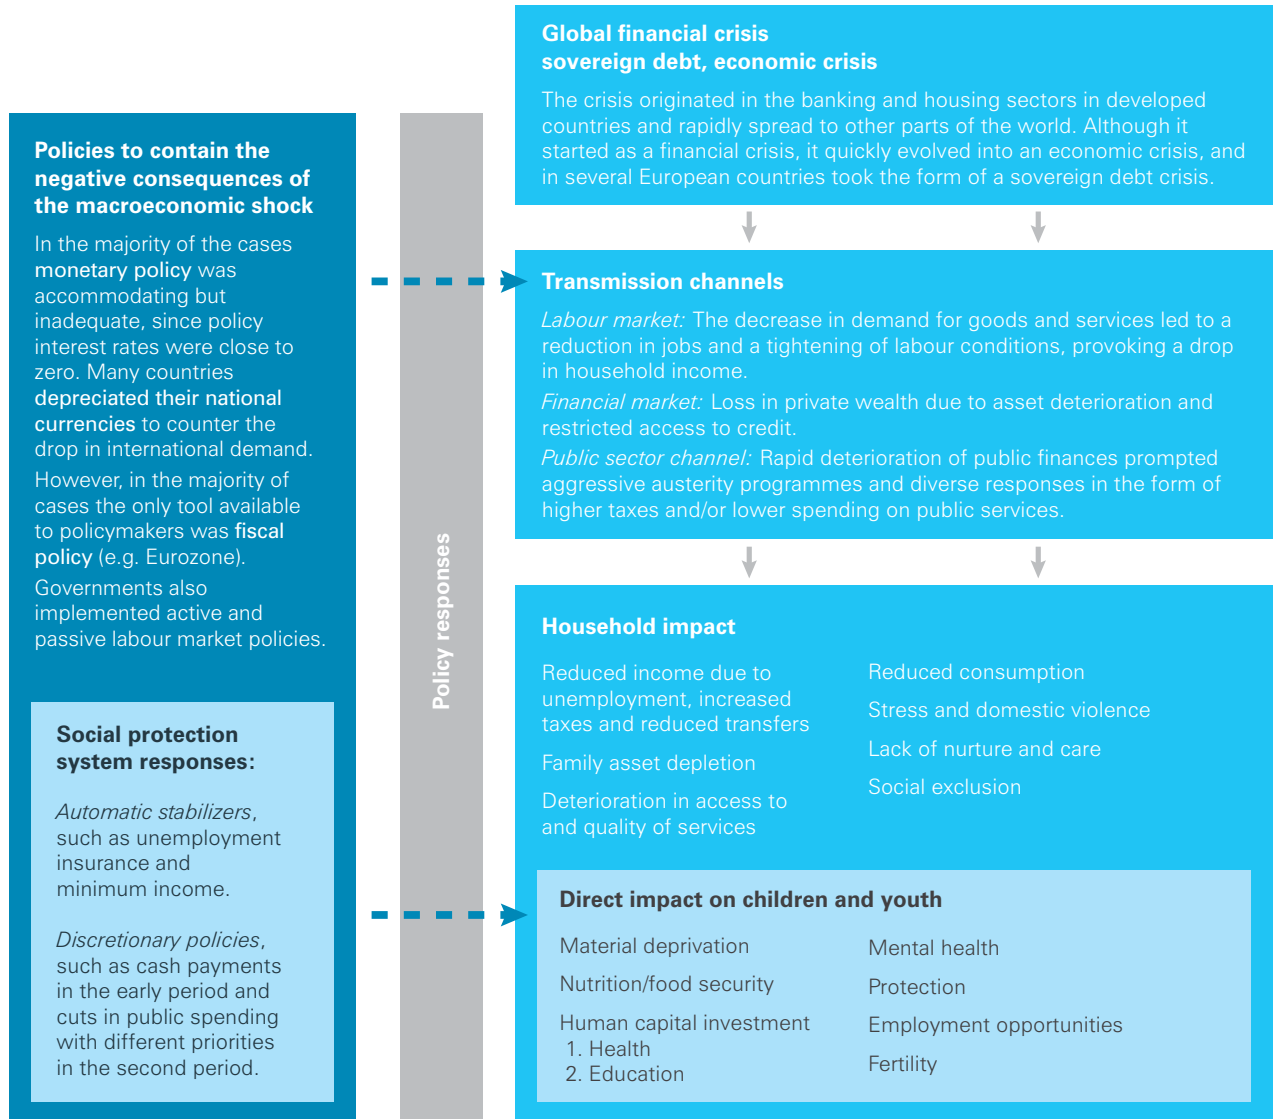 Global financial crisis
sovereign debt, economic crisis
The crisis originated in the banking and housing sectors in developed
countries and rapidly spread to other parts of the world. Although it
started as a financial crisis, it quickly evolved into an economic crisis, and
in several European countries took the form of a sovereign debt crisis.
Policies to contain the
negative consequences of
the macroeconomic shock
In the majority of the cases
monetary policy was
accommodating but
inadequate, since policy
interest rates were close to
zero. Many countries
depreciated their national
currencies to counter the
drop in international demand.
However, in the majority of
cases the only tool available
to policymakers was fiscal
policy (e.g. Eurozone).
Governments also
implemented active and
passive labour market policies.
Social protection
system responses:
Automatic stabilizers,
such as unemployment
insurance and
minimum income.
Discretionary policies,
such as cash payments
in the early period and
cuts in public spending
with different priorities
in the second period.
Policy responses
Transmission channels
Labour market: The decrease in demand for goods and services led to a
reduction in jobs and a tightening of labour conditions, provoking a drop
in household income.
Financial market: Loss in private wealth due to asset deterioration and
restricted access to credit.
Public sector channel: Rapid deterioration of public finances prompted
aggressive austerity programmes and diverse responses in the form of
higher taxes and/or lower spending on public services.
Household impact
Reduced income due to
unemployment, increased
taxes and reduced transfers
Family asset depletion
Deterioration in access to
and quality of services
Reduced consumption
Stress and domestic violence
Lack of nurture and care
Social exclusion
Direct impact on children and youth
Material deprivation
Nutrition/food security
Human capital investment
1. Health
2. Education
Mental health
Protection
Employment opportunities
Fertility